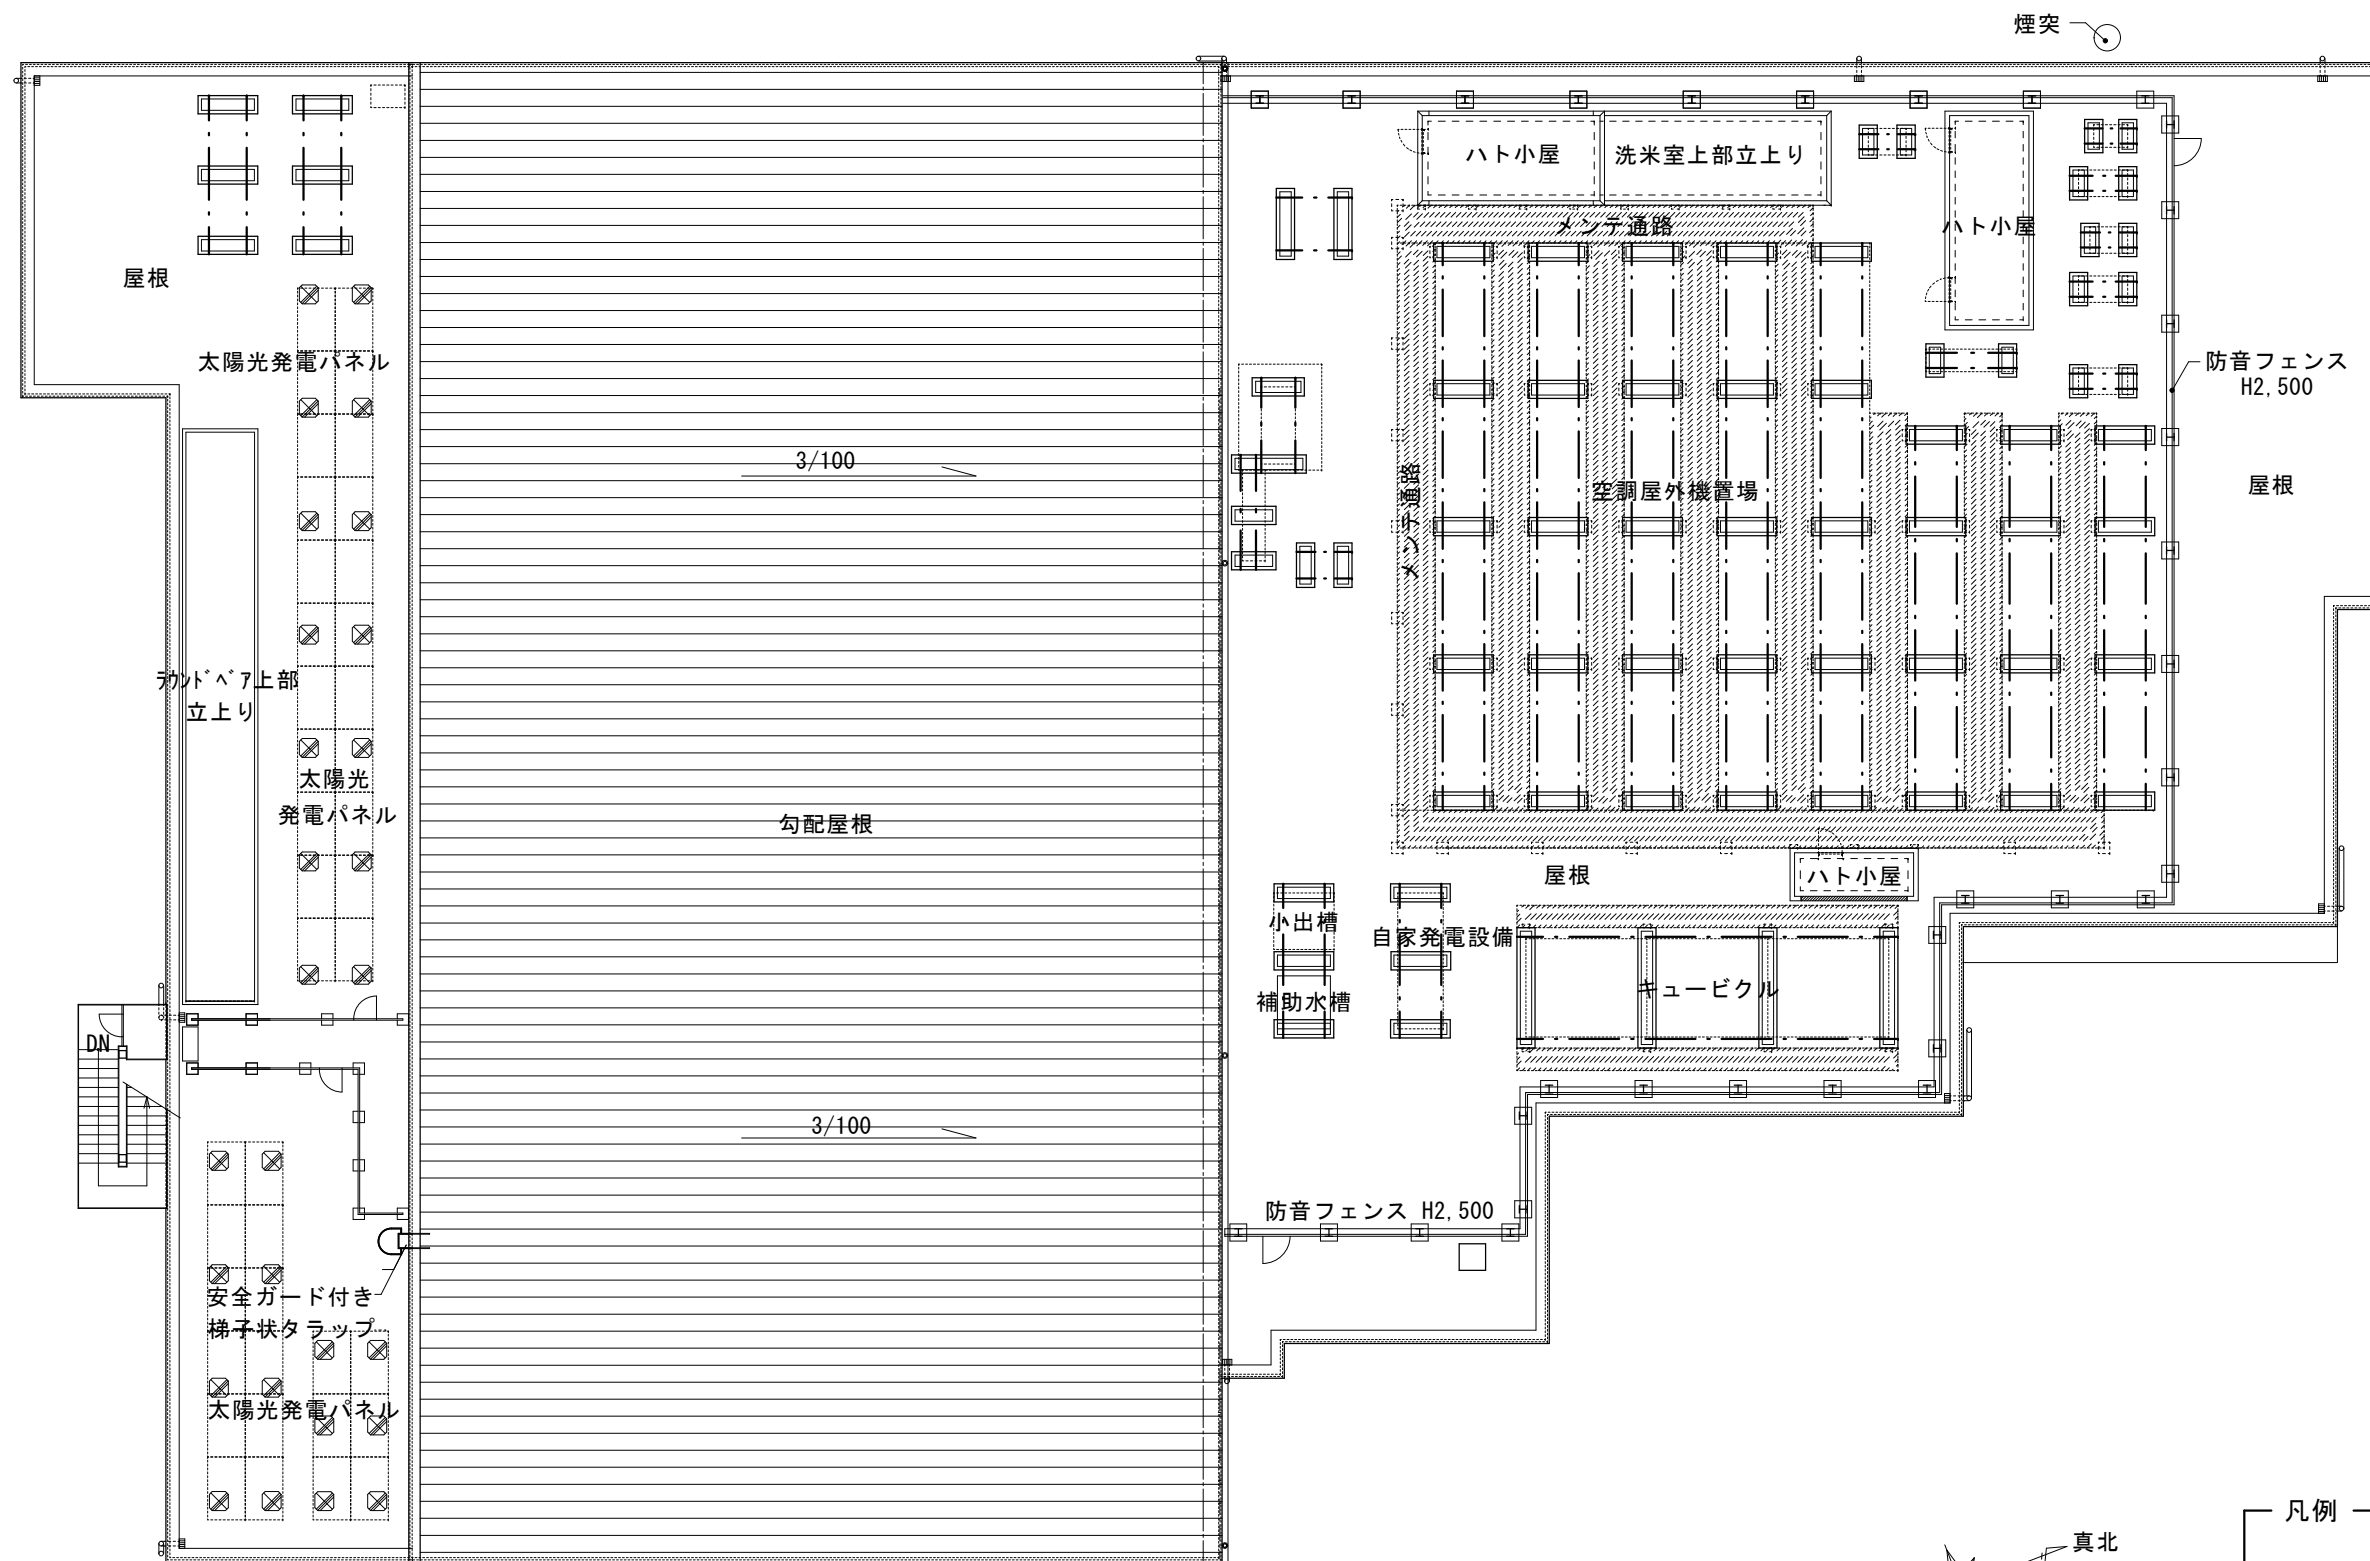 煙突
ハト小屋
洗米室上部立上り
メンテ通路
ハト小屋
屋根
太陽光発電パネル
防音フェンス
H2,500
3/100
メンテ通路
空調屋外機置場
屋根
ﾗｳﾝﾄﾞﾍﾞｱ上部
立上り
太陽光
発電パネル
勾配屋根
屋根
ハト小屋
小出槽
自家発電設備
キュービクル
補助水槽
DN
3/100
防音フェンス H2,500
安全ガード付き
梯子状タラップ
太陽光発電パネル
凡例
真北